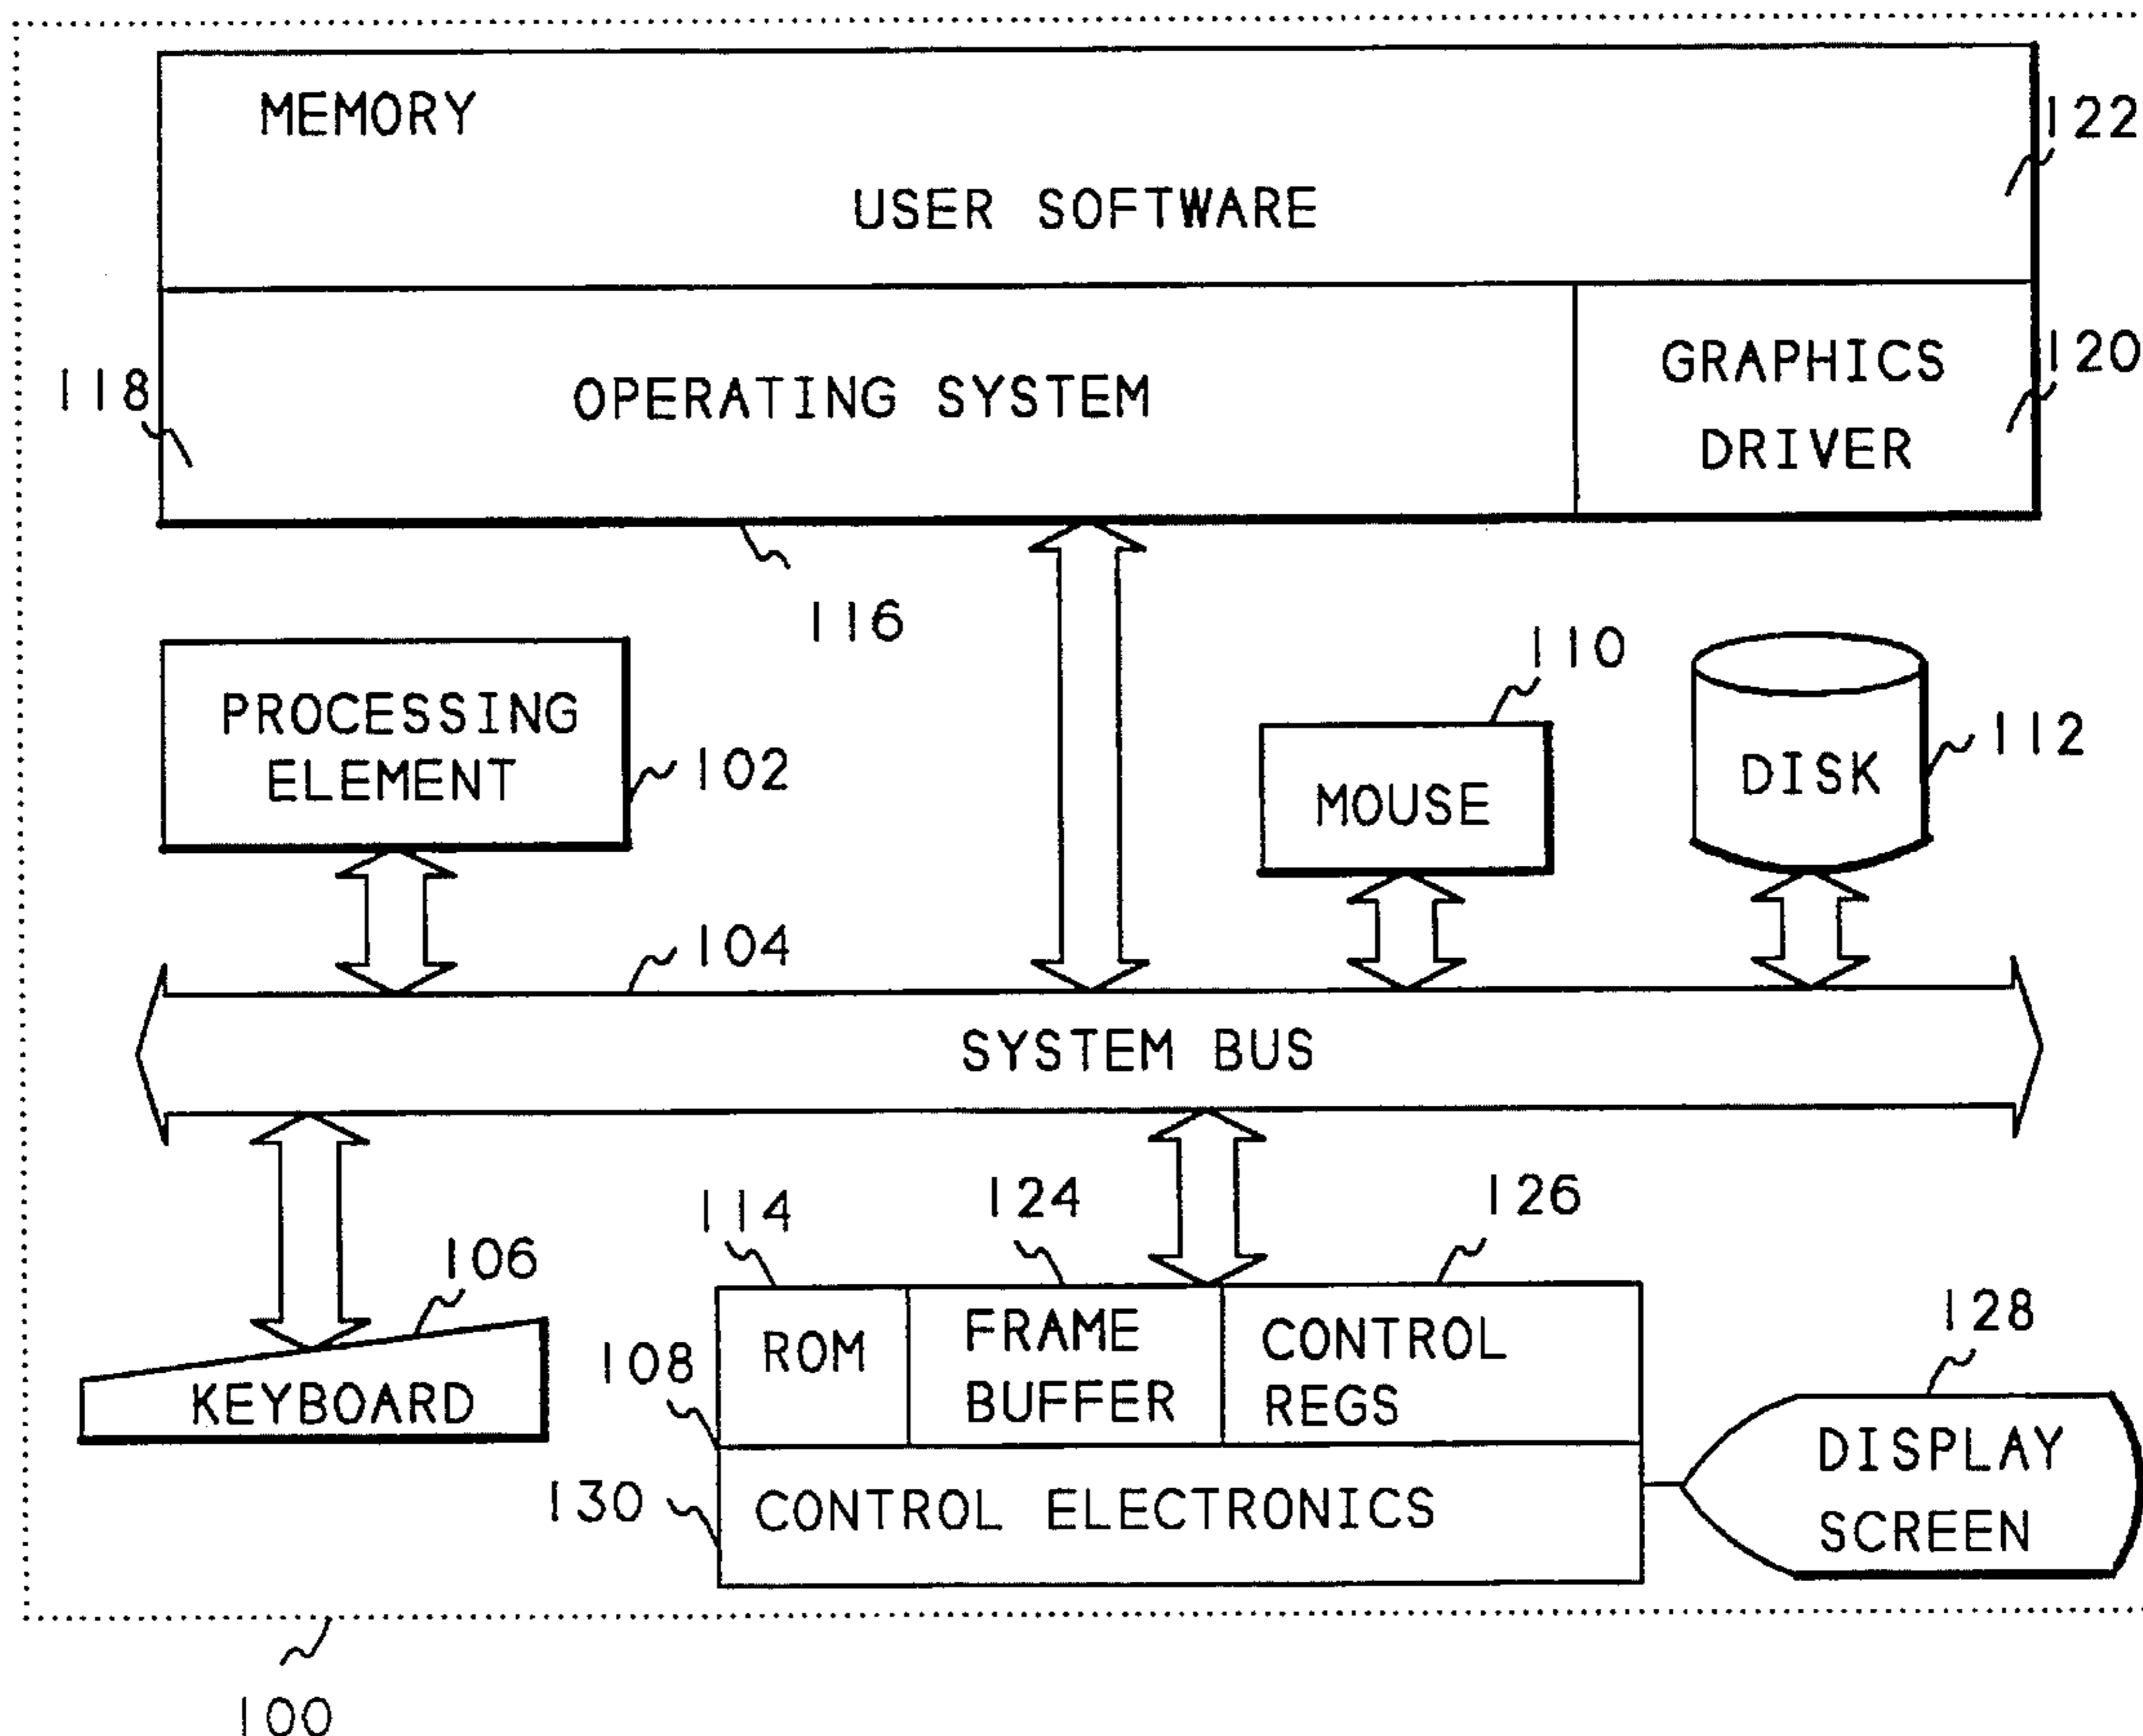 MEMORY
122
USER SOFTWARE
118
OPERATING SYSTEM
GRAPHICS
DRIVER
120
116
PROCESSING
ELEMENT
102
110
MOUSE
DISK
112
104
SYSTEM BUS
106
KEYBOARD
114
124
126
108
ROM
FRAME
BUFFER
CONTROL
REGS
130
CONTROL ELECTRONICS
128
DISPLAY
SCREEN
100